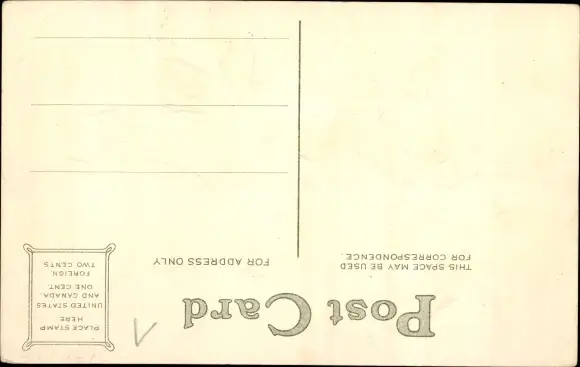 Post Card
THIS SPACE MAY BE USED
FOR CORRESPONDENCE.
FOR ADDRESS ONLY
PLACE STAMP
HERE
UNITED STATES
AND CANADA
ONE CENT.
FOREIGN.
TWO CENTS
V